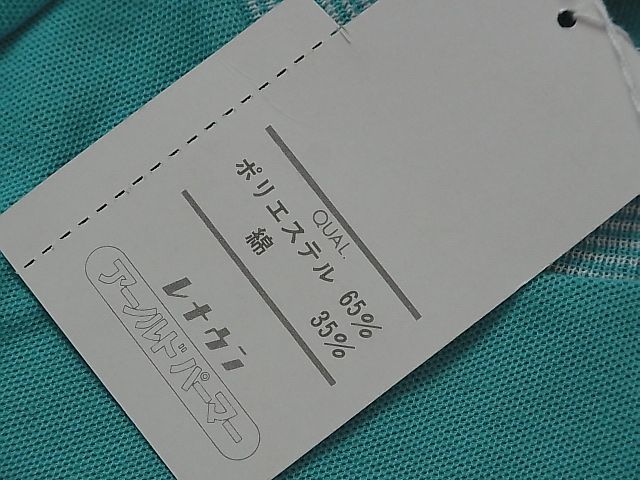 QUAL.
ポリエステル 65%
綿 35%
レナウン
アーノルドパーマー